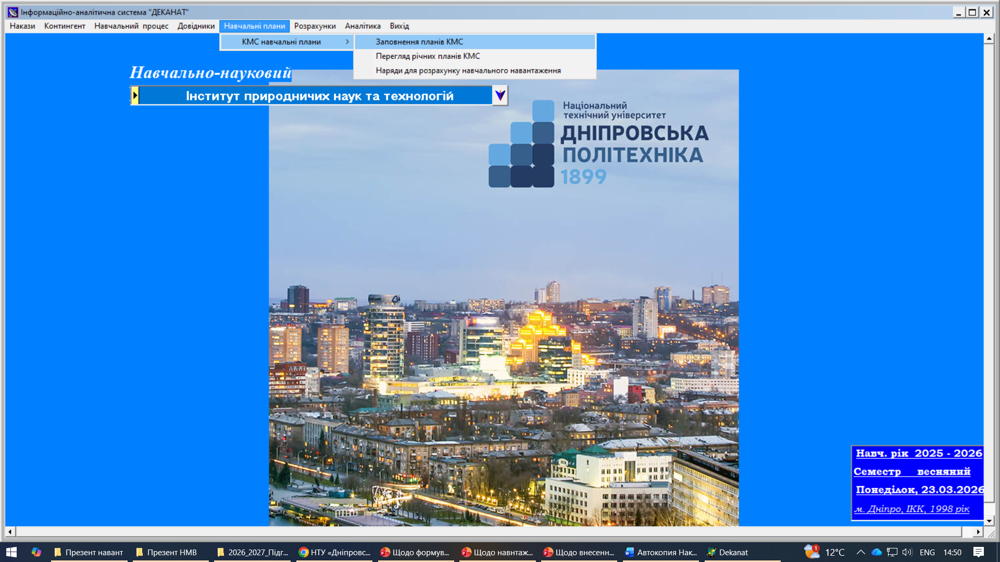 Інформаційно-аналітична система "ДЕКАНАТ"
Накази Контингент Навчальний процес Довідники Навчальні плани Розрахунки Аналітика Вихід
КМС навчальні плани
Заповнення планів КМС
Перегляд річних планів КМС
Наряди для розрахунку навчального навантаження
Навчально-науковий
Інститут природничих наук та технологій
Національний
технічний університет
ДНІПРОВСЬКА
ПОЛІТЕХНІКА
1899
Навч. рік 2025 - 2026
Семестр весняний
Понеділок, 23.03.2026
м. Дніпро, ІКК, 1998 рік
Презент навант Презент НМВ 2026_2027_Підг... НТУ «Дніпровс... Щодо формув... Щодо навнтаж... Щодо внесенн... Автокопия Нак... Dekanat 1 12°C ENG 14:50